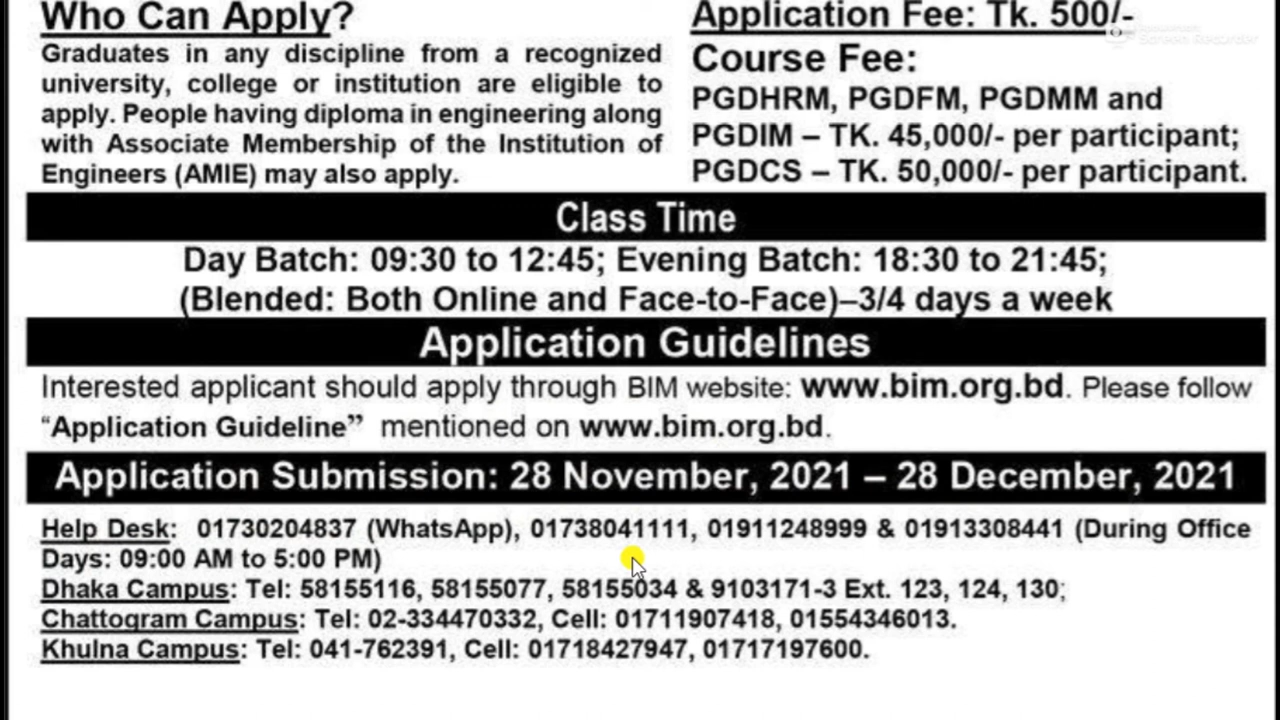 Who Can Apply?
Graduates in any discipline from a recognized
university, college or institution are eligible to
apply. People having diploma in engineering along
with Associate Membership of the Institution of
Engineers (AMIE) may also apply.
Application Fee: Tk. 500/-
Course Fee:
PGDHRM, PGDFM, PGDMM and
PGDIM – TK. 45,000/- per participant;
PGDCS – TK. 50,000/- per participant.
Class Time
Day Batch: 09:30 to 12:45; Evening Batch: 18:30 to 21:45;
(Blended: Both Online and Face-to-Face)–3/4 days a week
Application Guidelines
Interested applicant should apply through BIM website: www.bim.org.bd. Please follow
“Application Guideline” mentioned on www.bim.org.bd.
Application Submission: 28 November, 2021 – 28 December, 2021
Help Desk: 01730204837 (WhatsApp), 01738041111, 01911248999 & 01913308441 (During Office
Days: 09:00 AM to 5:00 PM)
Dhaka Campus: Tel: 58155116, 58155077, 58155034 & 9103171-3 Ext. 123, 124, 130;
Chattogram Campus: Tel: 02-334470332, Cell: 01711907418, 01554346013.
Khulna Campus: Tel: 041-762391, Cell: 01718427947, 01717197600.